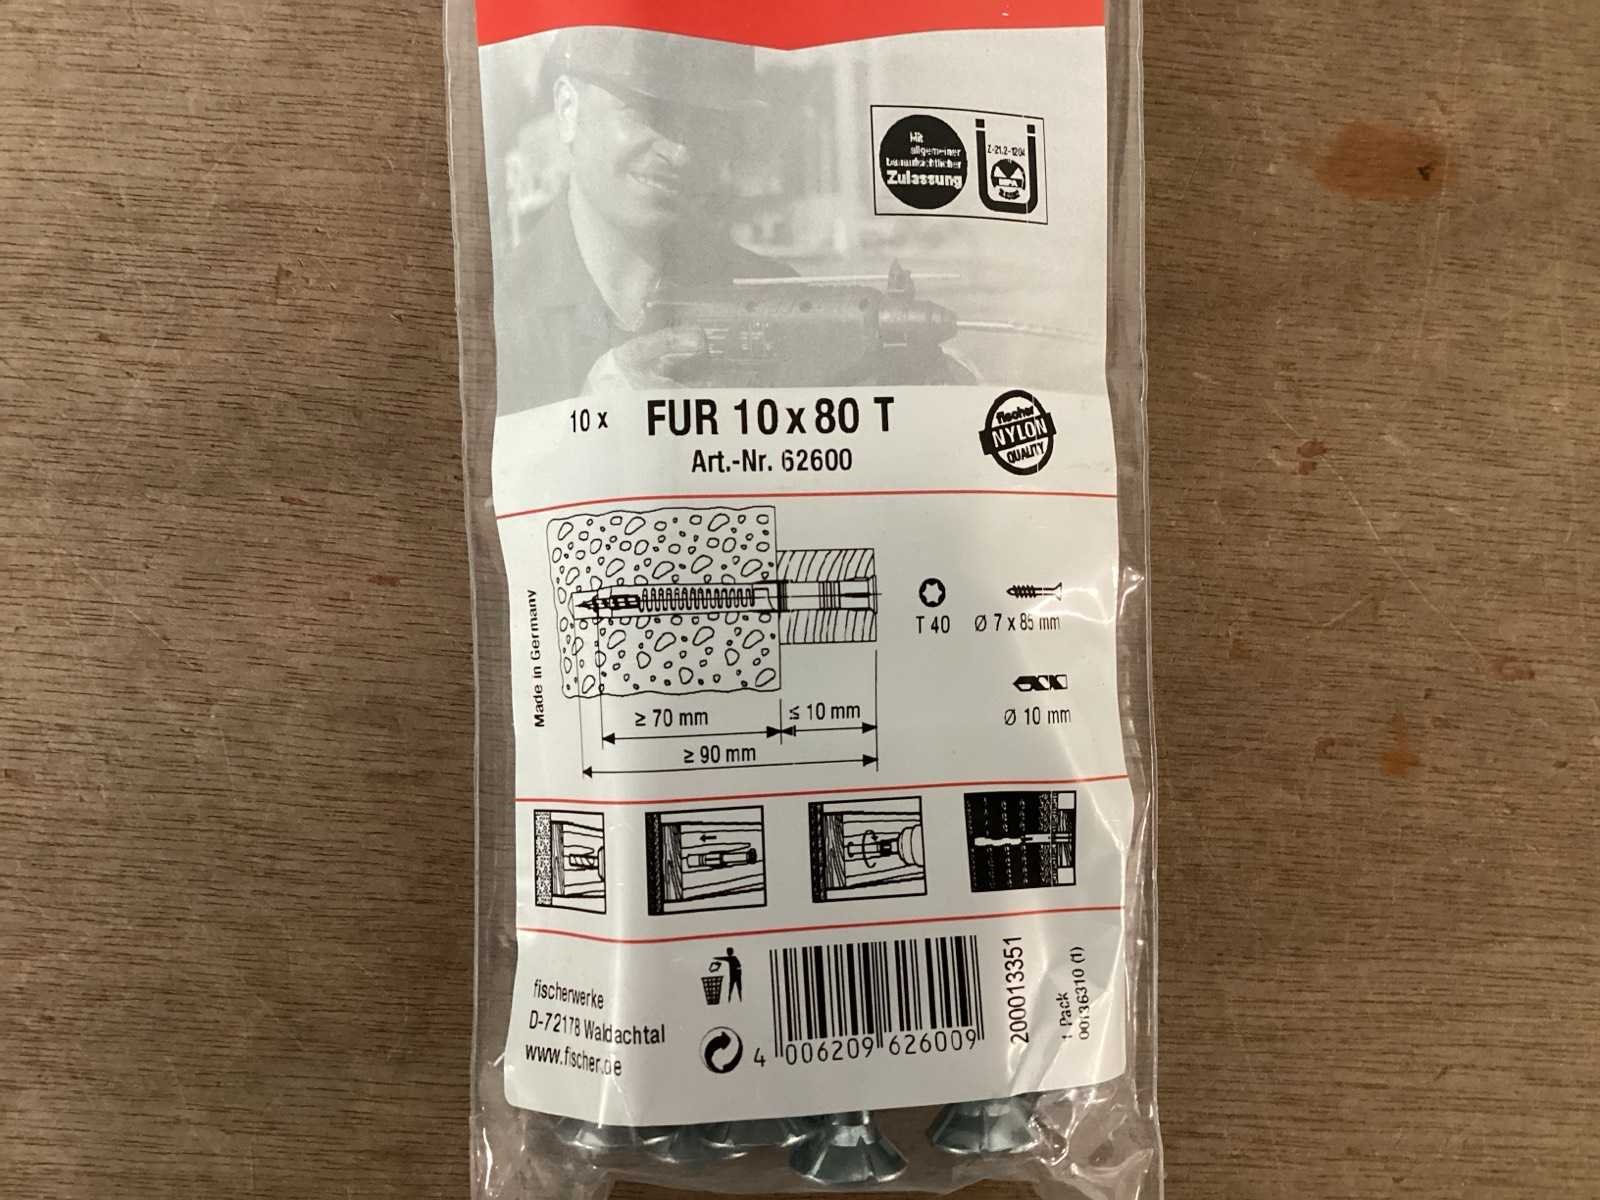 Mit
allgemeiner
bauaufsichtlicher
Zulassung
Z-21.2-1204
10 x FUR 10 x 80 T
Art.-Nr. 62600
fischer
NYLON
QUALITY
Made in Germany
T 40
Ø 7 x 85 mm
Ø 10 mm
≥ 70 mm
≤ 10 mm
≥ 90 mm
fischerwerke
D-72178 Waldachtal
www.fischer.de
4 006209 626009
200013351
1 Pack
00136310 (1)